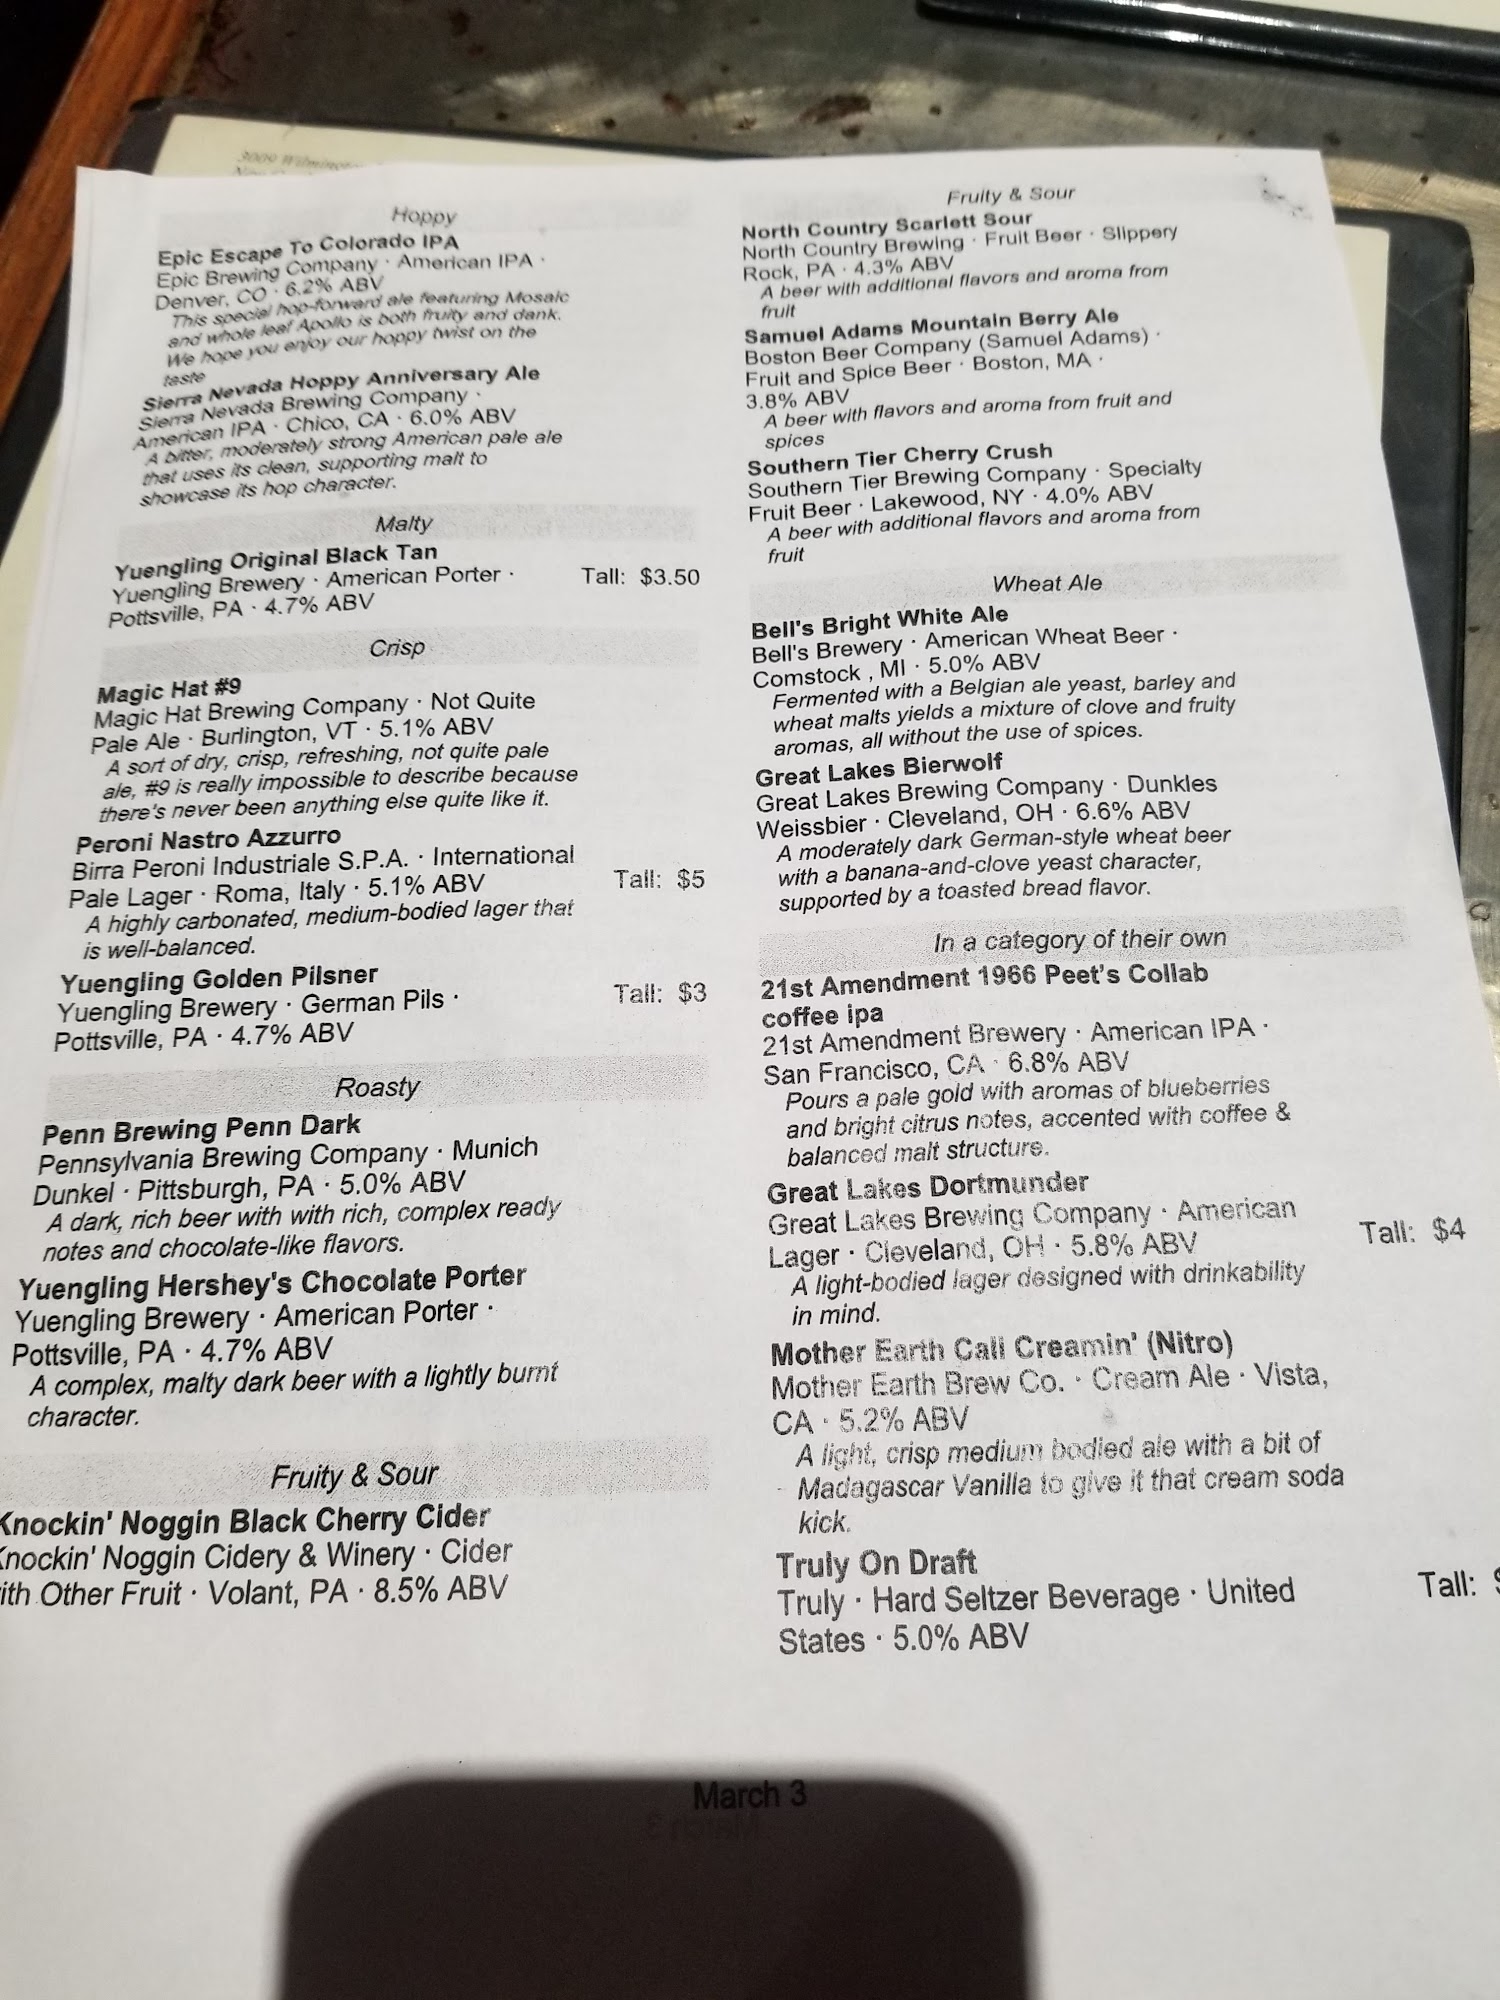 3009 Wilmington
Hoppy
Epic Escape To Colorado IPA
Epic Brewing Company · American IPA ·
Denver, CO · 6.2% ABV
This special hop-forward ale featuring Mosaic
and whole leaf Apollo is both fruity and dank.
We hope you enjoy our hoppy twist on the
taste
Sierra Nevada Hoppy Anniversary Ale
Sierra Nevada Brewing Company ·
American IPA · Chico, CA · 6.0% ABV
A bitter, moderately strong American pale ale
that uses its clean, supporting malt to
showcase its hop character.
Malty
Yuengling Original Black Tan
Yuengling Brewery · American Porter ·
Tall: $3.50
Pottsville, PA · 4.7% ABV
Crisp
Magic Hat #9
Magic Hat Brewing Company · Not Quite
Pale Ale · Burlington, VT · 5.1% ABV
A sort of dry, crisp, refreshing, not quite pale
ale, #9 is really impossible to describe because
there's never been anything else quite like it.
Peroni Nastro Azzurro
Birra Peroni Industriale S.P.A. · International
Pale Lager · Roma, Italy · 5.1% ABV
Tall: $5
A highly carbonated, medium-bodied lager that
is well-balanced.
Yuengling Golden Pilsner
Yuengling Brewery · German Pils ·
Tall: $3
Pottsville, PA · 4.7% ABV
Roasty
Penn Brewing Penn Dark
Pennsylvania Brewing Company · Munich
Dunkel · Pittsburgh, PA · 5.0% ABV
A dark, rich beer with with rich, complex ready
notes and chocolate-like flavors.
Yuengling Hershey's Chocolate Porter
Yuengling Brewery · American Porter ·
Pottsville, PA · 4.7% ABV
A complex, malty dark beer with a lightly burnt
character.
Fruity & Sour
Knockin' Noggin Black Cherry Cider
Knockin' Noggin Cidery & Winery · Cider
ith Other Fruit · Volant, PA · 8.5% ABV
Fruity & Sour
North Country Scarlett Sour
North Country Brewing · Fruit Beer · Slippery
Rock, PA · 4.3% ABV
A beer with additional flavors and aroma from
fruit
Samuel Adams Mountain Berry Ale
Boston Beer Company (Samuel Adams) ·
Fruit and Spice Beer · Boston, MA ·
3.8% ABV
A beer with flavors and aroma from fruit and
spices
Southern Tier Cherry Crush
Southern Tier Brewing Company · Specialty
Fruit Beer · Lakewood, NY · 4.0% ABV
A beer with additional flavors and aroma from
fruit
Wheat Ale
Bell's Bright White Ale
Bell's Brewery · American Wheat Beer ·
Comstock , MI · 5.0% ABV
Fermented with a Belgian ale yeast, barley and
wheat malts yields a mixture of clove and fruity
aromas, all without the use of spices.
Great Lakes Bierwolf
Great Lakes Brewing Company · Dunkles
Weissbier · Cleveland, OH · 6.6% ABV
A moderately dark German-style wheat beer
with a banana-and-clove yeast character,
supported by a toasted bread flavor.
In a category of their own
21st Amendment 1966 Peet's Collab
coffee ipa
21st Amendment Brewery · American IPA ·
San Francisco, CA · 6.8% ABV
Pours a pale gold with aromas of blueberries
and bright citrus notes, accented with coffee &
balanced malt structure.
Great Lakes Dortmunder
Great Lakes Brewing Company · American
Lager · Cleveland, OH · 5.8% ABV
Tall: $4
A light-bodied lager designed with drinkability
in mind.
Mother Earth Call Creamin' (Nitro)
Mother Earth Brew Co. · Cream Ale · Vista,
CA · 5.2% ABV
A light, crisp medium bodied ale with a bit of
Madagascar Vanilla to give it that cream soda
kick.
Truly On Draft
Truly · Hard Seltzer Beverage · United
Tall: $
States · 5.0% ABV
March 3